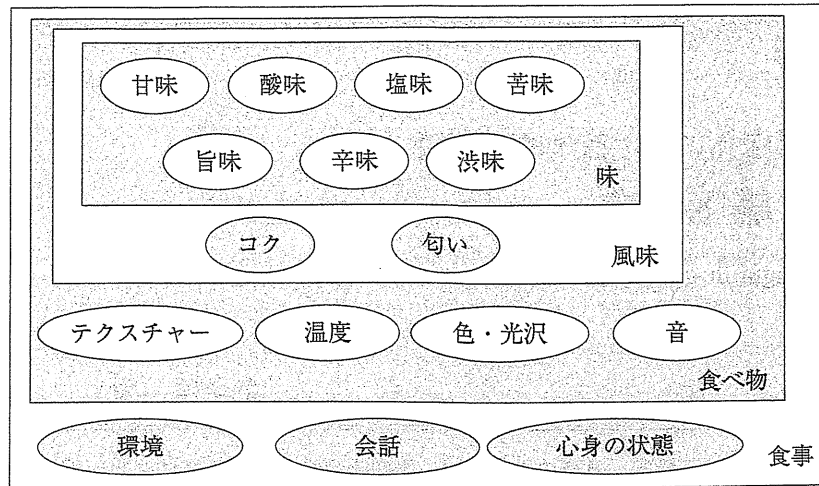 甘味 酸味 塩味 苦味
旨味 辛味 渋味
味
コク 匂い
風味
テクスチャー 温度 色・光沢 音
食べ物
環境 会話 心身の状態
食事